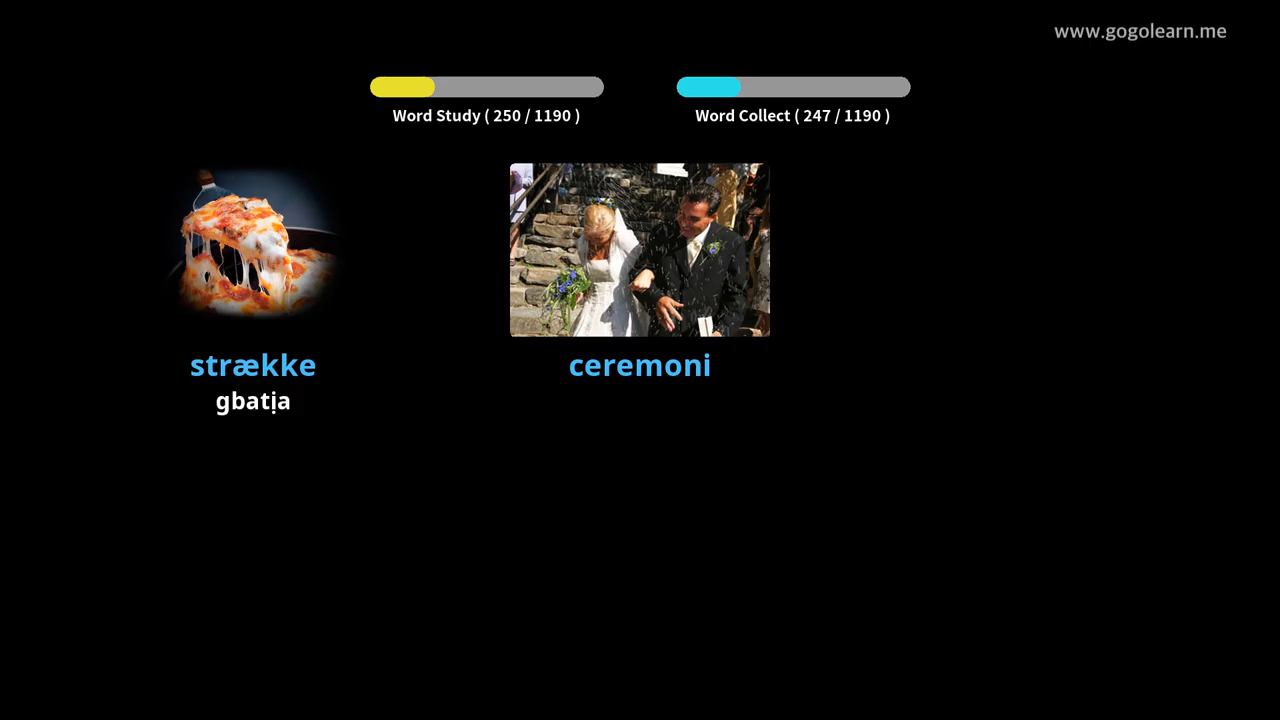 www.gogolearn.me
Word Study ( 250 / 1190 )
Word Collect ( 247 / 1190 )
strække
gbatịa
ceremoni